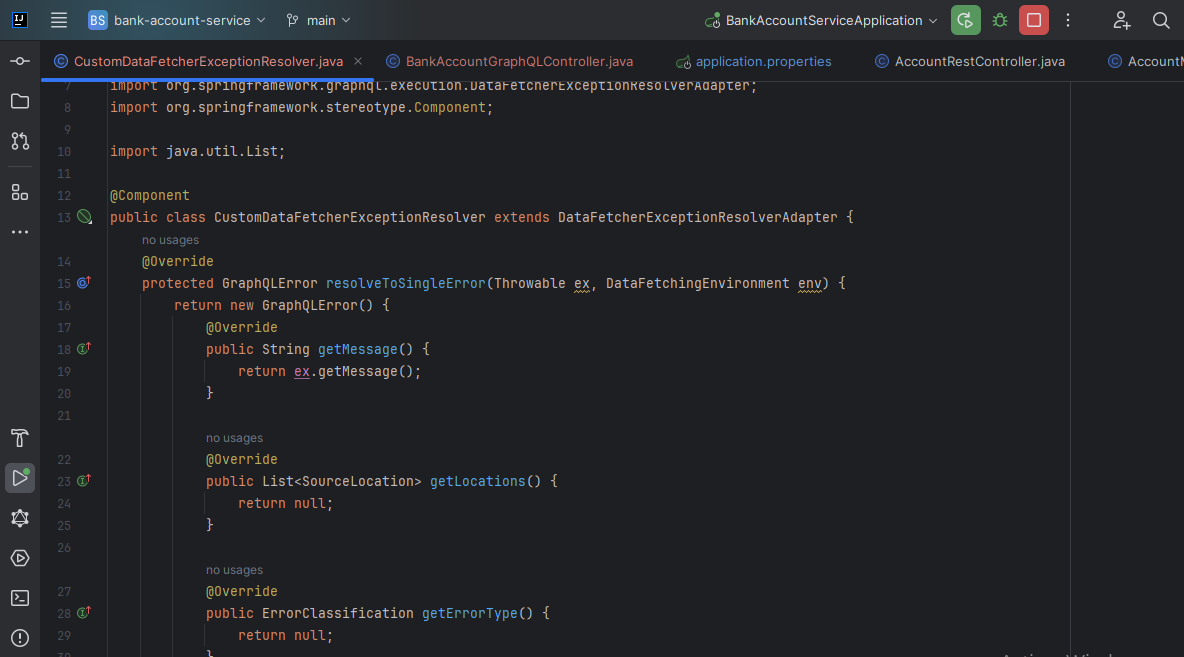 BS bank-account-service main BankAccountServiceApplication
CustomDataFetcherExceptionResolver.java BankAccountGraphQLController.java application.properties AccountRestController.java AccountM
7 import org.springframework.graphql.execution.DataFetcherExceptionResolverAdapter;
8 import org.springframework.stereotype.Component;
9
10 import java.util.List;
11
12 @Component
13 public class CustomDataFetcherExceptionResolver extends DataFetcherExceptionResolverAdapter {
no usages
14 @Override
15 protected GraphQLError resolveToSingleError(Throwable ex, DataFetchingEnvironment env) {
16 return new GraphQLError() {
17 @Override
18 public String getMessage() {
19 return ex.getMessage();
20 }
21
no usages
22 @Override
23 public List<SourceLocation> getLocations() {
24 return null;
25 }
26
no usages
27 @Override
28 public ErrorClassification getErrorType() {
29 return null;
30 }